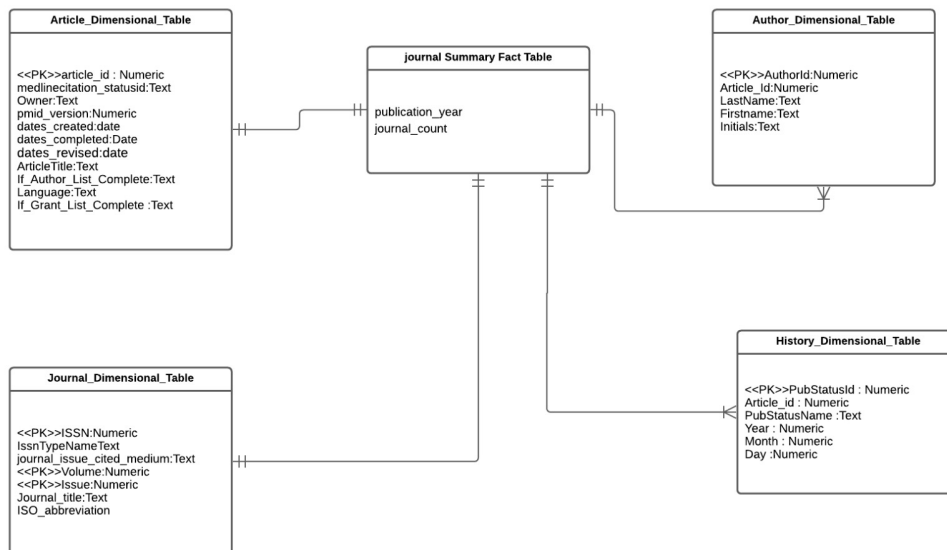 Article_Dimensional_Table
<<PK>>article_id : Numeric
medlinecitation_statusid:Text
Owner:Text
pmid_version:Numeric
dates_created:date
dates_completed:Date
dates_revised:date
ArticleTitle:Text
If_Author_List_Complete:Text
Language:Text
If_Grant_List_Complete :Text
journal Summary Fact Table
publication_year
journal_count
Author_Dimensional_Table
<<PK>>AuthorId:Numeric
Article_Id:Numeric
LastName:Text
Firstname:Text
Initials:Text
Journal_Dimensional_Table
<<PK>>ISSN:Numeric
IssnTypeNameText
journal_issue_cited_medium:Text
<<PK>>Volume:Numeric
<<PK>>Issue:Numeric
Journal_title:Text
ISO_abbreviation
History_Dimensional_Table
<<PK>>PubStatusId : Numeric
Article_id : Numeric
PubStatusName :Text
Year : Numeric
Month : Numeric
Day :Numeric